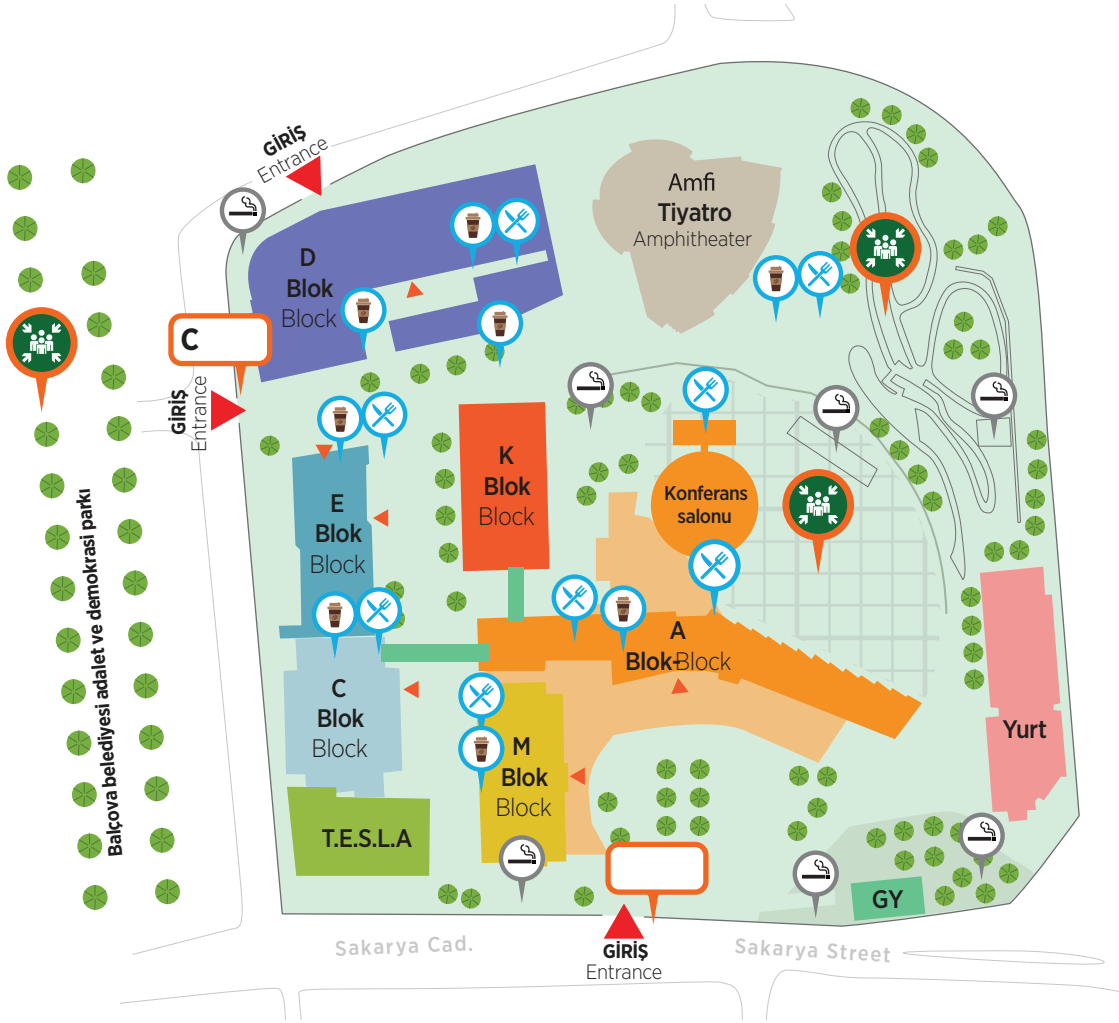 GİRİŞ
Entrance
Amfi
Tiyatro
Amphitheater
D
Blok
Block
C
GİRİŞ
Entrance
K
Blok
Block
Konferans
salonu
E
Blok
Block
A
Blok-Block
C
Blok
Block
M
Blok
Block
Yurt
T.E.S.L.A
GY
Balçova belediyesi adalet ve demokrasi parkı
Sakarya Cad.
Sakarya Street
GİRİŞ
Entrance